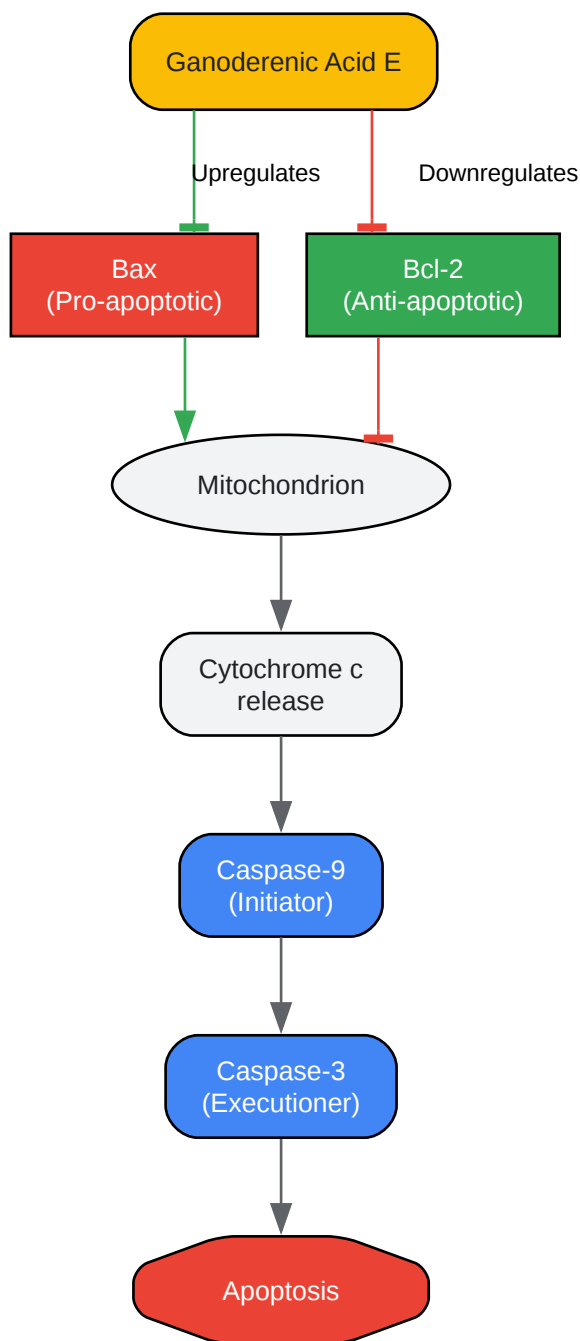 Ganoderenic Acid E
Upregulates
Downregulates
Bax
(Pro-apoptotic)
Bcl-2
(Anti-apoptotic)
Mitochondrion
Cytochrome c
release
Caspase-9
(Initiator)
Caspase-3
(Executioner)
Apoptosis